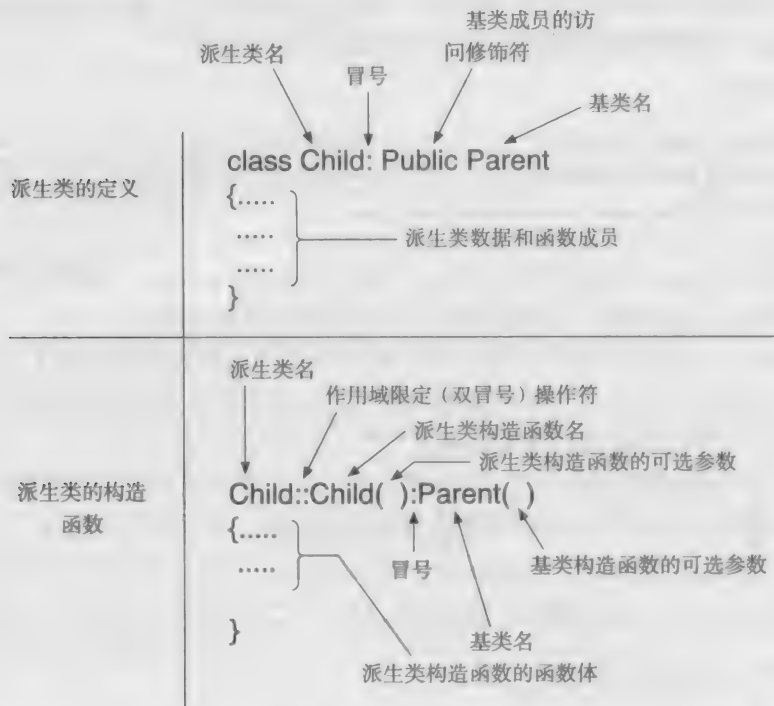 基类成员的访
问修饰符
派生类名
冒号
基类名
class Child: Public Parent
派生类的定义
{.....
.....
派生类数据和函数成员
.....
}
派生类名
作用域限定（双冒号）操作符
派生类构造函数名
派生类构造函数的可选参数
派生类的构造
函数
Child::Child( ):Parent( )
{.....
.....
冒号
基类构造函数的可选参数
}
基类名
派生类构造函数的函数体